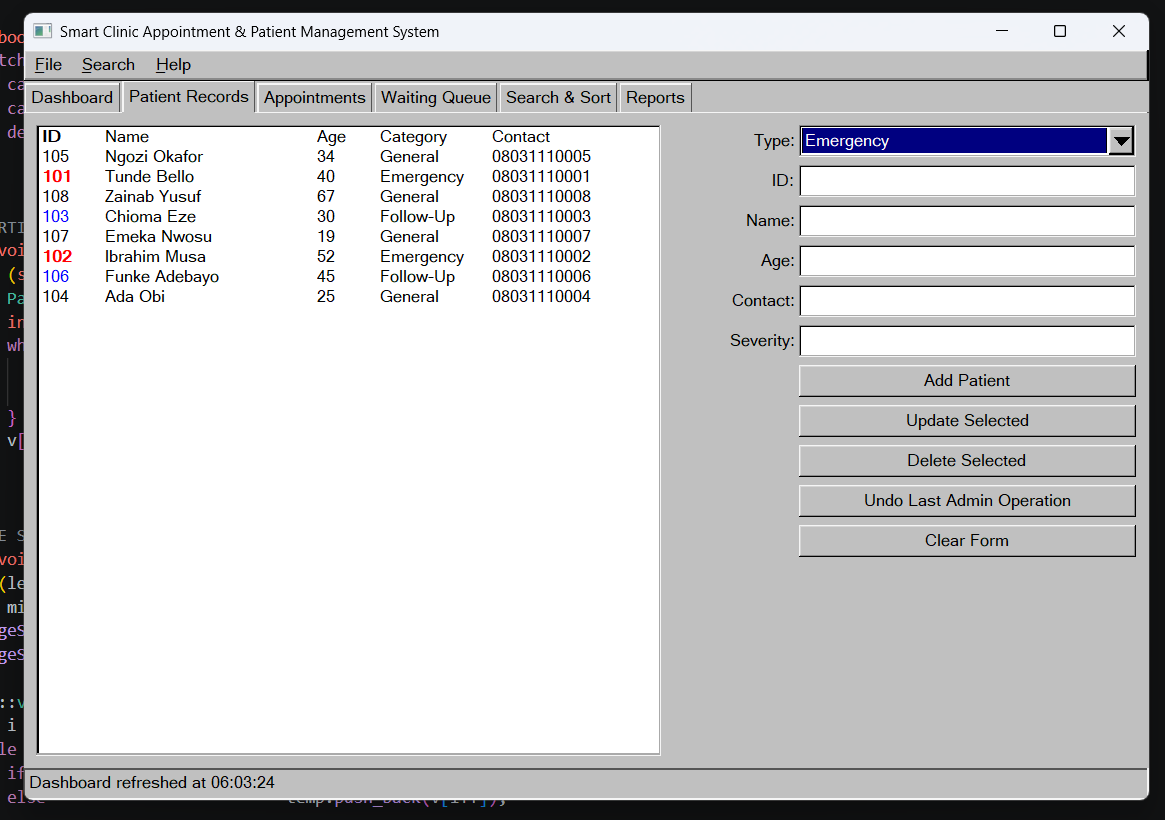 Smart Clinic Appointment & Patient Management System
File Search Help
Dashboard Patient Records Appointments Waiting Queue Search & Sort Reports
ID Name Age Category Contact
105 Ngozi Okafor 34 General 08031110005
101 Tunde Bello 40 Emergency 08031110001
108 Zainab Yusuf 67 General 08031110008
103 Chioma Eze 30 Follow-Up 08031110003
107 Emeka Nwosu 19 General 08031110007
102 Ibrahim Musa 52 Emergency 08031110002
106 Funke Adebayo 45 Follow-Up 08031110006
104 Ada Obi 25 General 08031110004
Type: Emergency
ID:
Name:
Age:
Contact:
Severity:
Add Patient
Update Selected
Delete Selected
Undo Last Admin Operation
Clear Form
Dashboard refreshed at 06:03:24